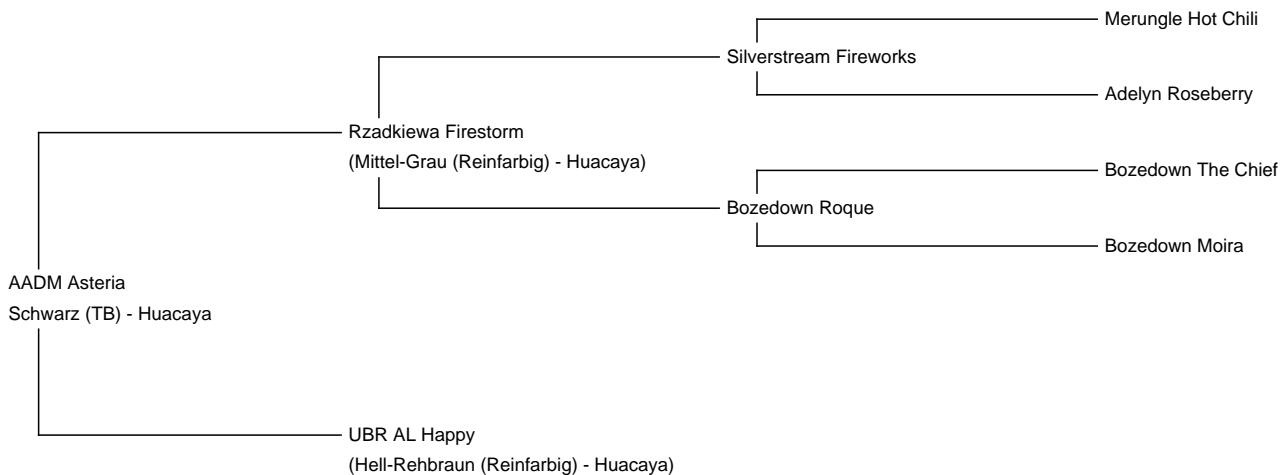 Merungle Hot Chili
Silverstream Fireworks
Adelyn Roseberry
Rzadkiewa Firestorm
(Mittel-Grau (Reinfarbig) - Huacaya)
Bozedown The Chief
Bozedown Roque
Bozedown Moira
AADM Asteria
Schwarz (TB) - Huacaya
UBR AL Happy
(Hell-Rehbraun (Reinfarbig) - Huacaya)